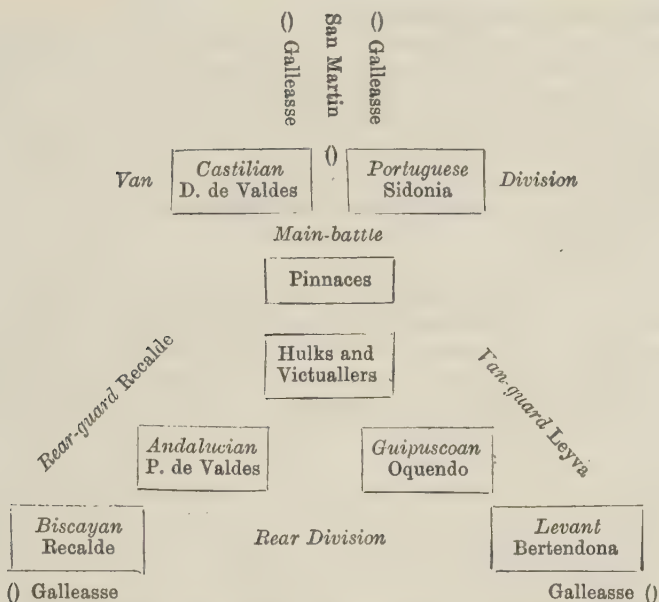 () Galleasse
San Martin
()
() Galleasse
Van
Castilian
D. de Valdes
Portuguese
Sidonia
Division
Main-battle
Pinnaces
Hulks and
Victuallers
Rear-guard Recalde
Van-guard Leyva
Andalucian
P. de Valdes
Guipuscoan
Oquendo
Biscayan
Recalde
Rear Division
Levant
Bertendona
() Galleasse
Galleasse ()